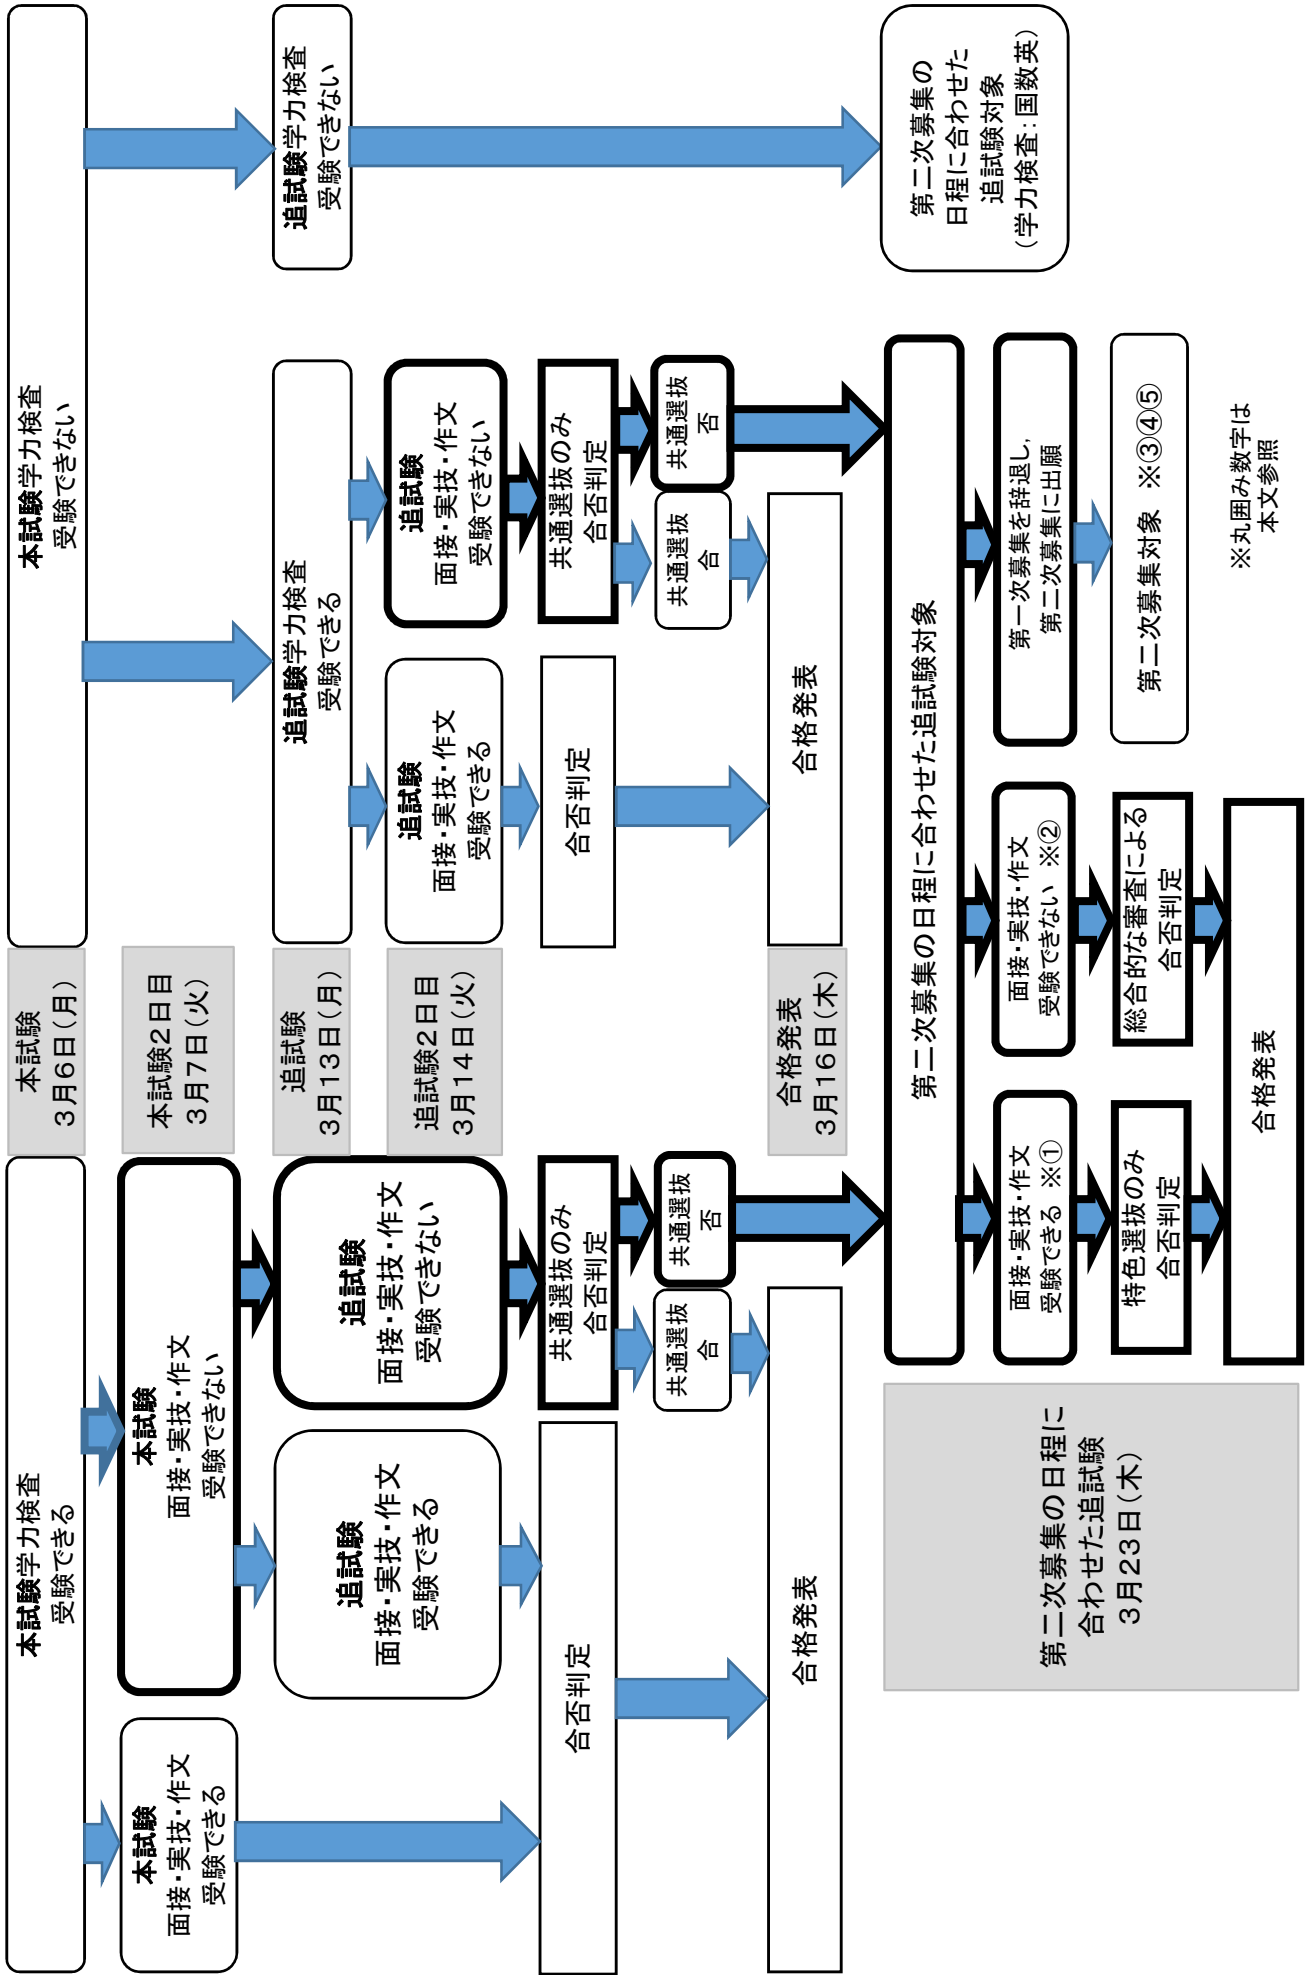 本試験学力検査
受験できる
本試験
3月6日(月)
本試験学力検査
受験できない
本試験
面接・実技・作文
受験できる
本試験
面接・実技・作文
受験できない
本試験2日目
3月7日(火)
追試験
面接・実技・作文
受験できる
追試験
面接・実技・作文
受験できない
追試験
3月13日(月)
追試験2日目
3月14日(火)
追試験学力検査
受験できる
追試験学力検査
受験できない
追試験
面接・実技・作文
受験できる
追試験
面接・実技・作文
受験できない
合否判定
共通選抜のみ
合否判定
合否判定
共通選抜のみ
合否判定
共通選抜
合
共通選抜
否
共通選抜
合
共通選抜
否
合格発表
合格発表
3月16日(木)
合格発表
第二次募集の
日程に合わせた
追試験対象
(学力検査:国数英)
第二次募集の日程に
合わせた追試験
3月23日(木)
第二次募集の日程に合わせた追試験対象
面接・実技・作文
受験できる ※①
面接・実技・作文
受験できない ※②
第一次募集を辞退し,
第二次募集に出願
特色選抜のみ
合否判定
総合的な審査による
合否判定
第二次募集対象 ※③④⑤
合格発表
※丸囲み数字は
本文参照